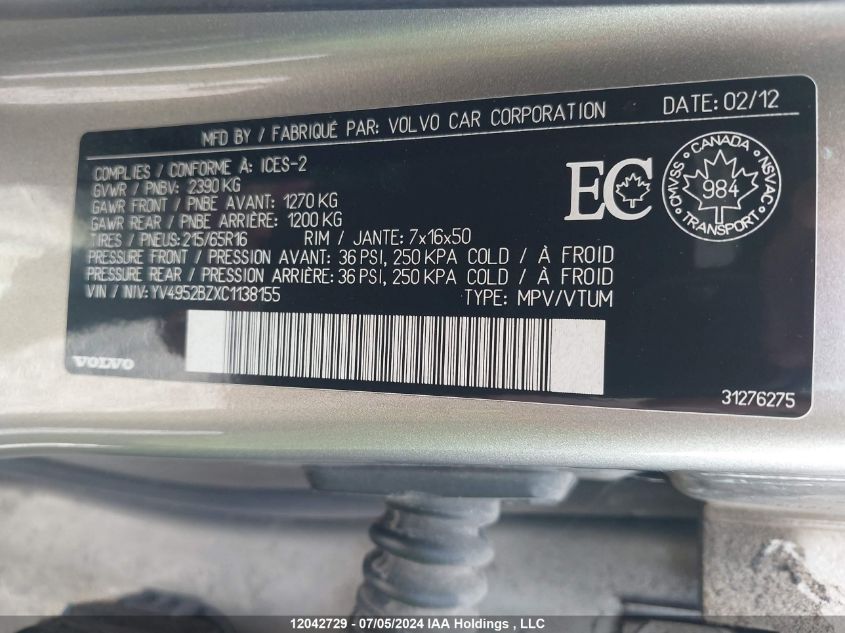 MFD BY / FABRIQUÉ PAR: VOLVO CAR CORPORATION DATE: 02/12
COMPLIES / CONFORME À: ICES-2
GVWR / PNBV: 2390 KG
GAWR FRONT / PNBE AVANT: 1270 KG
GAWR REAR / PNBE ARRIÈRE: 1200 KG
TIRES / PNEUS: 215/65R16 RIM / JANTE: 7x16x50
PRESSURE FRONT / PRESSION AVANT: 36 PSI, 250 KPA COLD / À FROID
PRESSURE REAR / PRESSION ARRIÈRE: 36 PSI, 250 KPA COLD / À FROID
VIN / NIV: YV4952BZXC1138155 TYPE: MPV/VTUM
EC
CANADA
CMVSS 984 NSVAC
TRANSPORT
VOLVO
31276275
12042729 - 07/05/2024 IAA Holdings , LLC